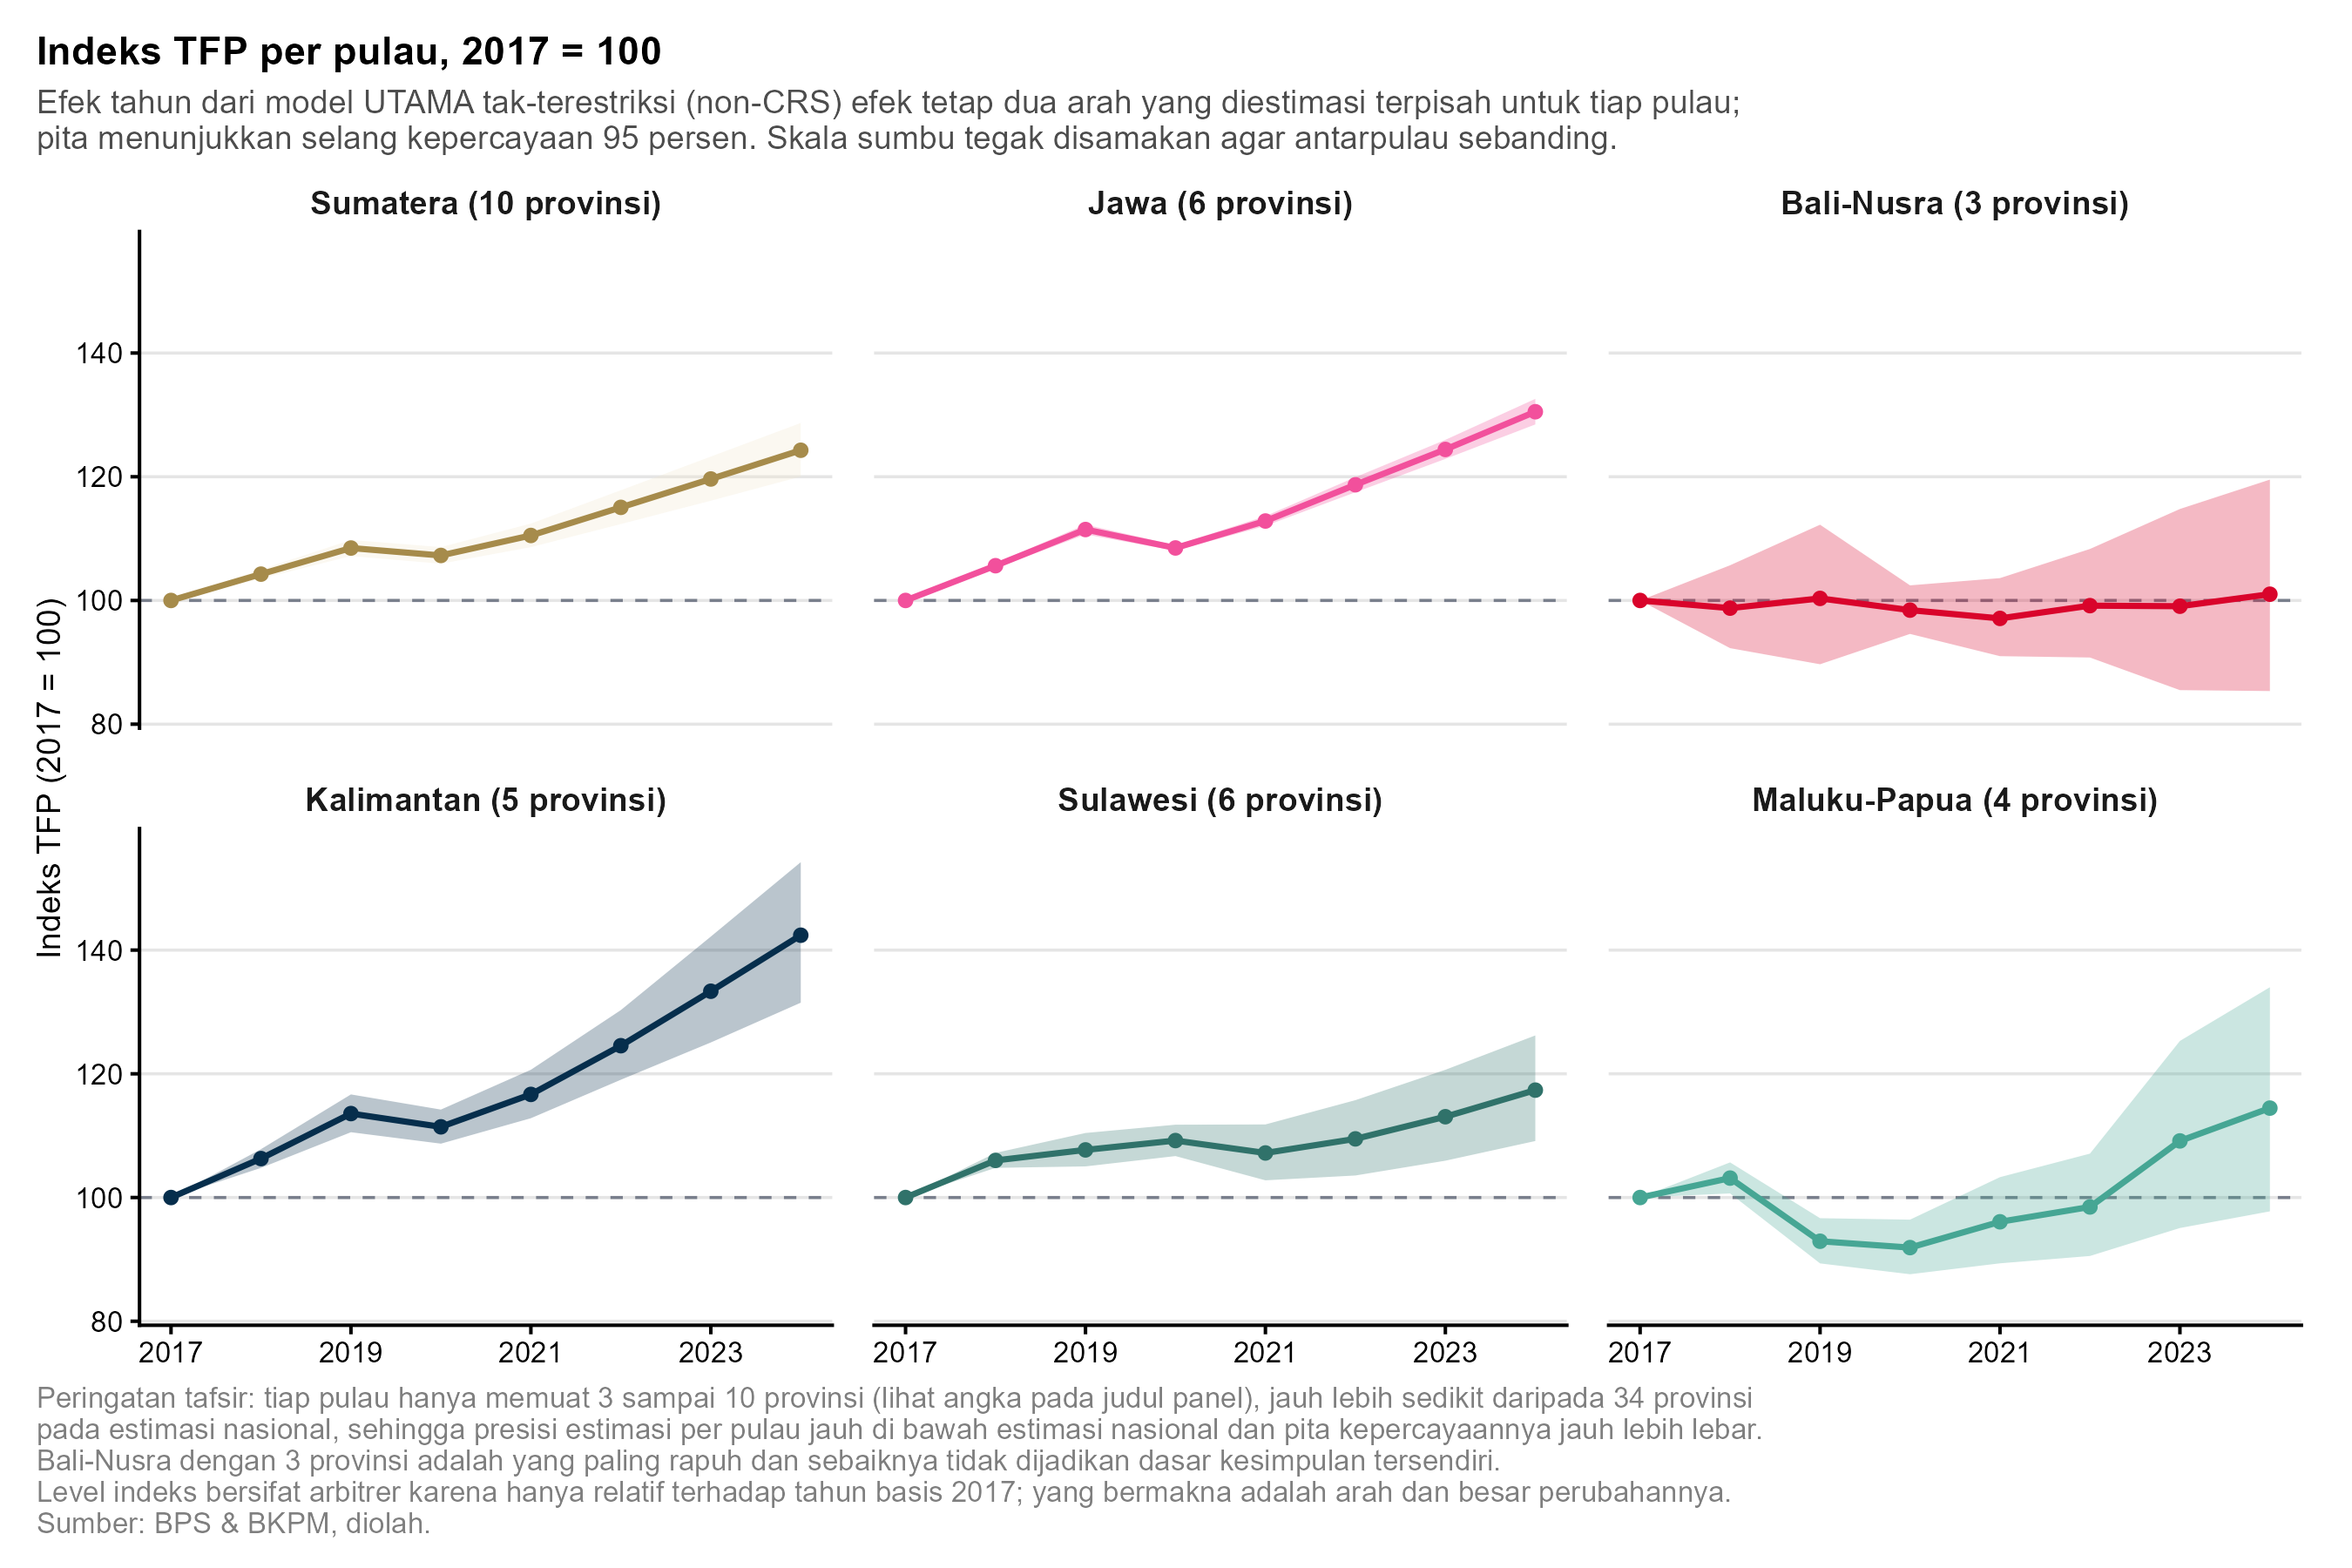 Indeks TFP per pulau, 2017 = 100
Efek tahun dari model UTAMA tak-terestriksi (non-CRS) efek tetap dua arah yang diestimasi terpisah untuk tiap pulau;
pita menunjukkan selang kepercayaan 95 persen. Skala sumbu tegak disamakan agar antarpulau sebanding.
Sumatera (10 provinsi)
Jawa (6 provinsi)
Bali-Nusra (3 provinsi)
140
120
100
80
Indeks TFP (2017 = 100)
Kalimantan (5 provinsi)
Sulawesi (6 provinsi)
Maluku-Papua (4 provinsi)
140
120
100
80
2017 2019 2021 2023
2017 2019 2021 2023
2017 2019 2021 2023
Peringatan tafsir: tiap pulau hanya memuat 3 sampai 10 provinsi (lihat angka pada judul panel), jauh lebih sedikit daripada 34 provinsi
pada estimasi nasional, sehingga presisi estimasi per pulau jauh di bawah estimasi nasional dan pita kepercayaannya jauh lebih lebar.
Bali-Nusra dengan 3 provinsi adalah yang paling rapuh dan sebaiknya tidak dijadikan dasar kesimpulan tersendiri.
Level indeks bersifat arbitrer karena hanya relatif terhadap tahun basis 2017; yang bermakna adalah arah dan besar perubahannya.
Sumber: BPS & BKPM, diolah.